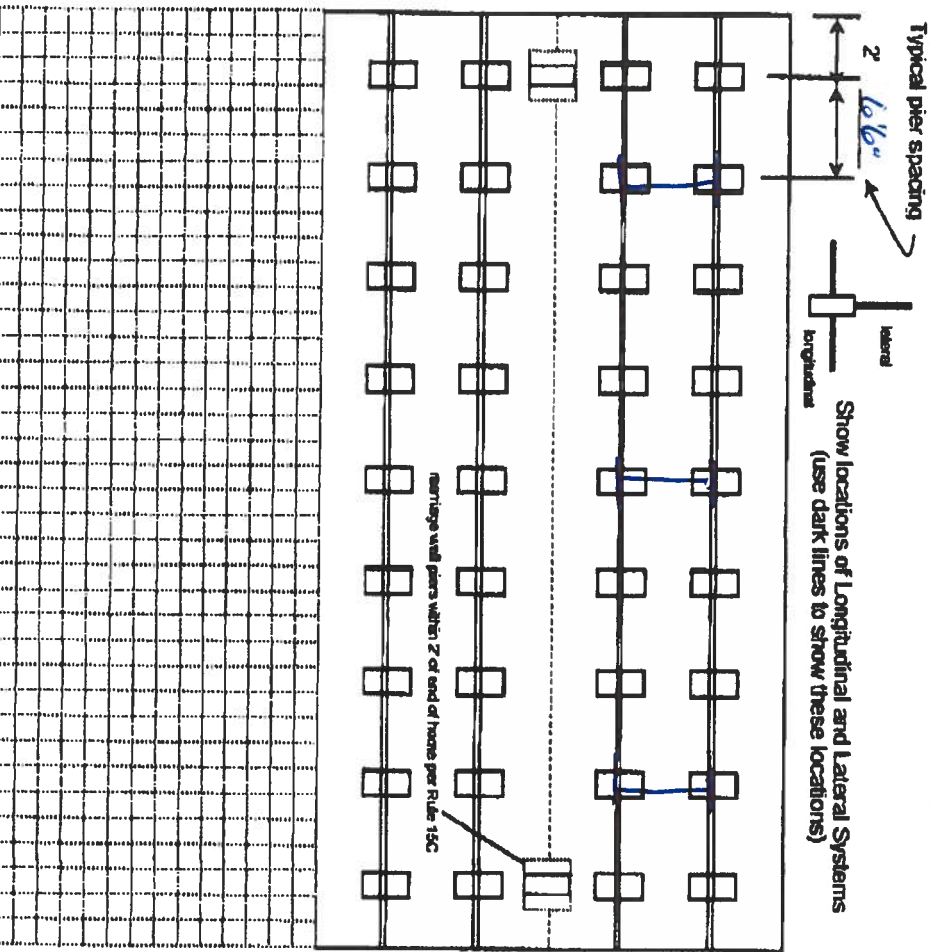 Typical pier spacing
2'
6'6"
lateral
longitudinal
Show locations of Longitudinal and Lateral Systems
(use dark lines to show these locations)
marriage wall piers within 2' of end of home per Rule 15C